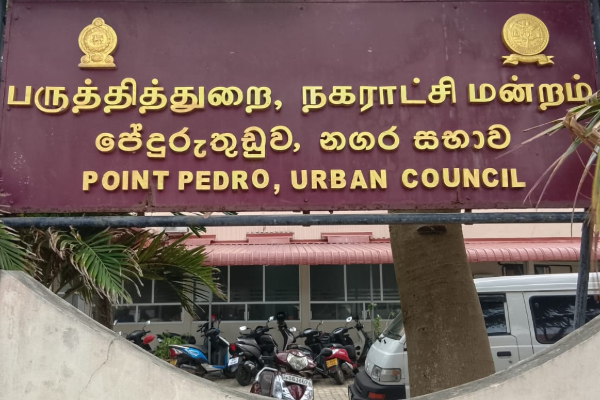 பருத்தித்துறை, நகராட்சி மன்றம்
පේදුරුතුඩුව, නගර සභාව
POINT PEDRO, URBAN COUNCIL